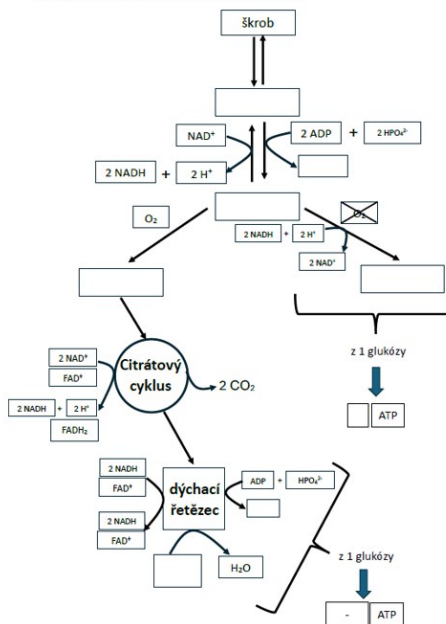 škrob
NAD⁺
2 ADP + 2 HPO₄²⁻
2 NADH + 2 H⁺
O₂
O₂
2 NADH + 2 H⁺
2 NAD⁺
2 NAD⁺
FAD⁺
Citrátový
cyklus
2 CO₂
2 NADH + 2 H⁺
FADH₂
z 1 glukózy
ATP
2 NADH
FAD⁺
dýchací
řetězec
ADP + HPO₄²⁻
2 NADH
FAD⁺
H₂O
z 1 glukózy
- ATP